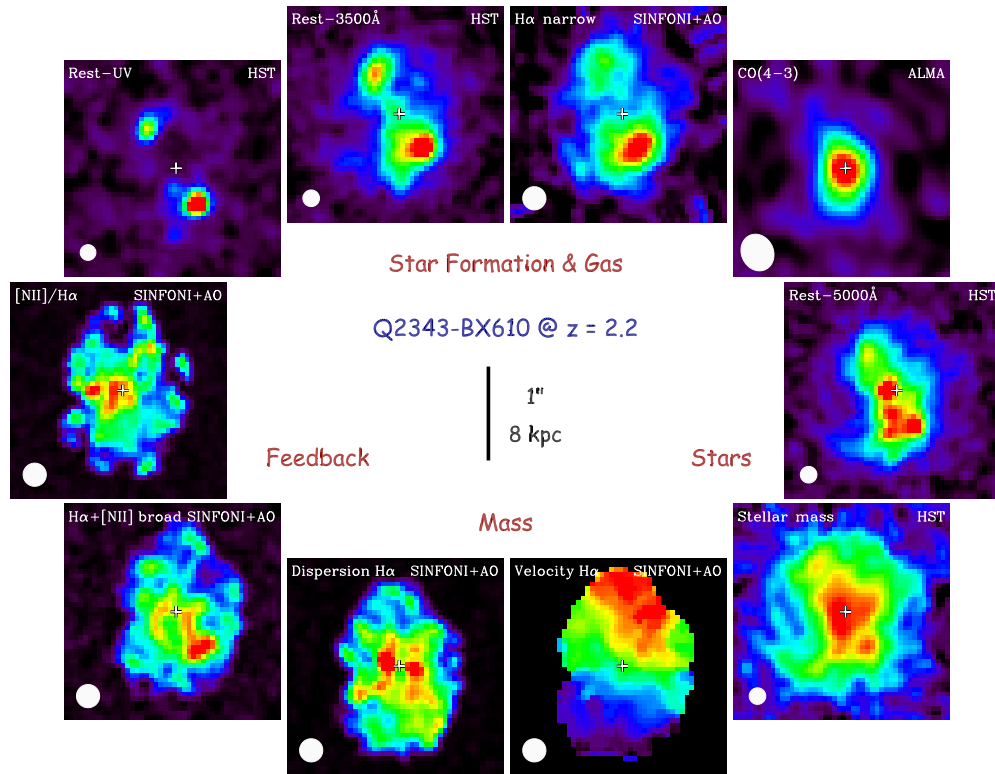 Rest-3500Å HST
Hα narrow SINFONI+AO
Rest-UV HST
CO(4-3) ALMA
Star Formation & Gas
[NII]/Hα SINFONI+AO
Rest-5000Å HST
Q2343-BX610 @ z = 2.2
1"
8 kpc
Feedback
Stars
Hα+[NII] broad SINFONI+AO
Stellar mass HST
Mass
Dispersion Hα SINFONI+AO
Velocity Hα SINFONI+AO